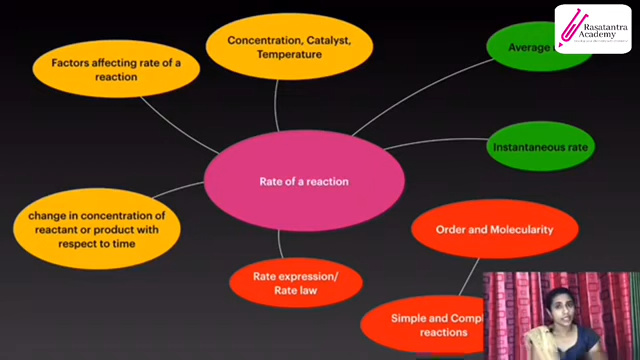 Rasatantra
Academy
Concentration, Catalyst,
Temperature
Average
Factors affecting rate of a
reaction
Instantaneous rate
Rate of a reaction
change in concentration of
reactant or product with
respect to time
Order and Molecularity
Rate expression/
Rate law
Simple and Compl
reactions